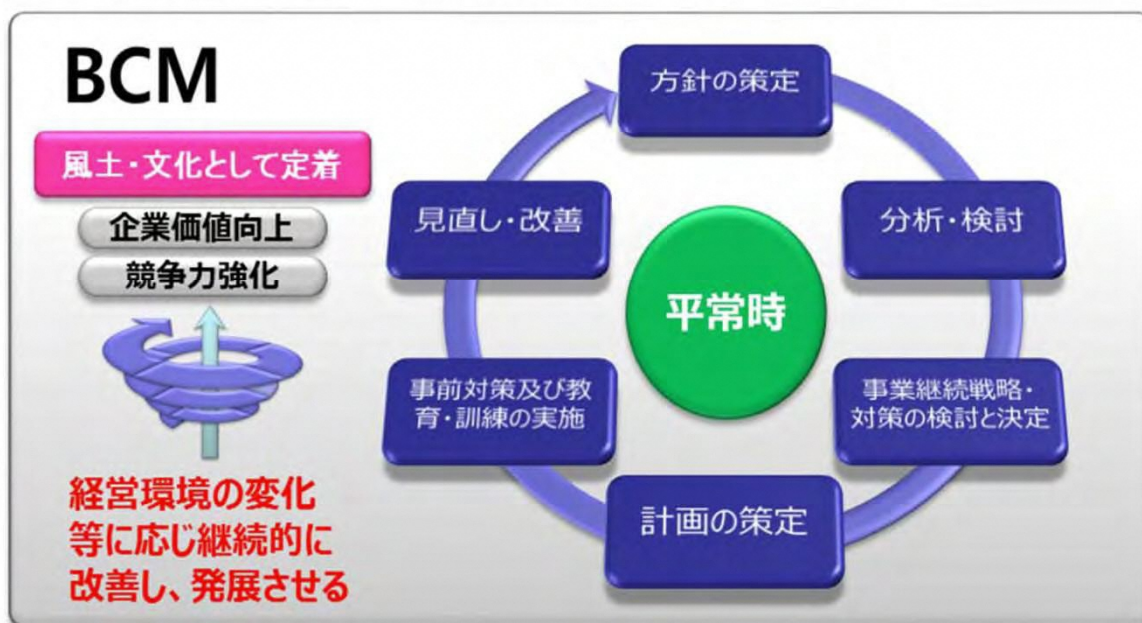 BCM
風土・文化として定着
企業価値向上
競争力強化
経営環境の変化
等に応じ継続的に
改善し、発展させる
方針の策定
分析・検討
事業継続戦略・
対策の検討と決定
計画の策定
事前対策及び教
育・訓練の実施
見直し・改善
平常時